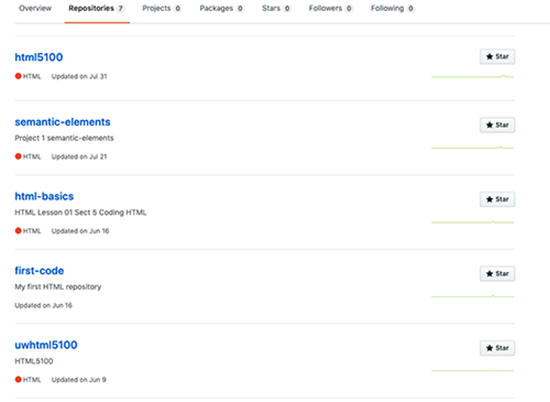 Overview Repositories 7 Projects 0 Packages 0 Stars 0 Followers 0 Following 0
html5100
Star
HTML Updated on Jul 31
semantic-elements
Star
Project 1 semantic-elements
HTML Updated on Jul 21
html-basics
Star
HTML Lesson 01 Sect 5 Coding HTML
HTML Updated on Jun 16
first-code
Star
My first HTML repository
Updated on Jun 16
uwhtml5100
Star
HTML5100
HTML Updated on Jun 9